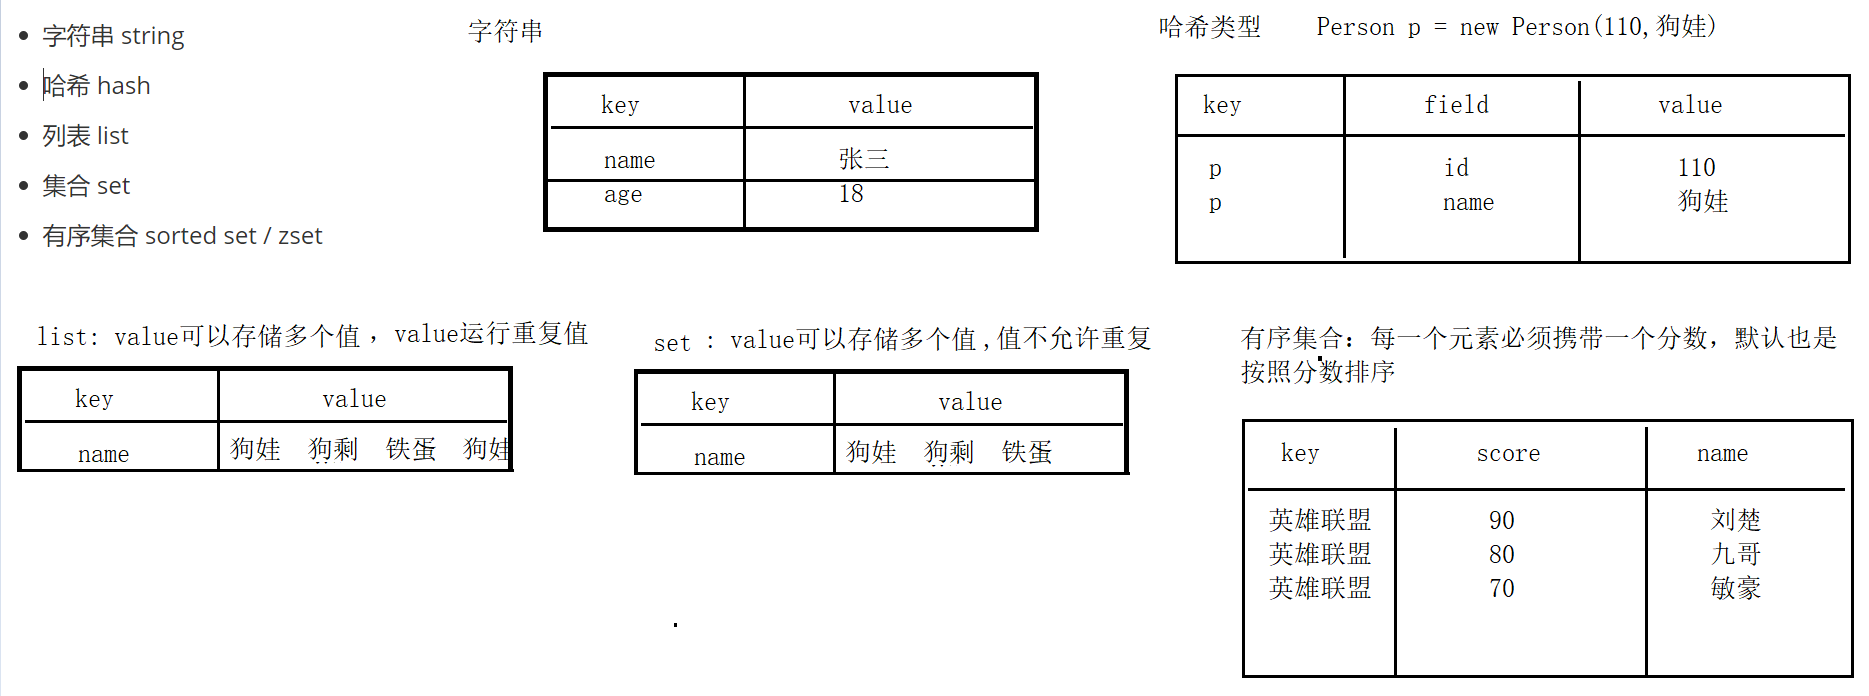 字符串 string
哈希 hash
列表 list
集合 set
有序集合 sorted set / zset
字符串
key value
name 张三
age 18
哈希类型 Person p = new Person(110,狗娃)
key field value
p id 110
p name 狗娃
list: value可以存储多个值 ，value运行重复值
key value
name 狗娃 狗剩 铁蛋 狗娃
set : value可以存储多个值 ,值不允许重复
key value
name 狗娃 狗剩 铁蛋
有序集合：每一个元素必须携带一个分数，默认也是
按照分数排序
key score name
英雄联盟 90 刘楚
英雄联盟 80 九哥
英雄联盟 70 敏豪